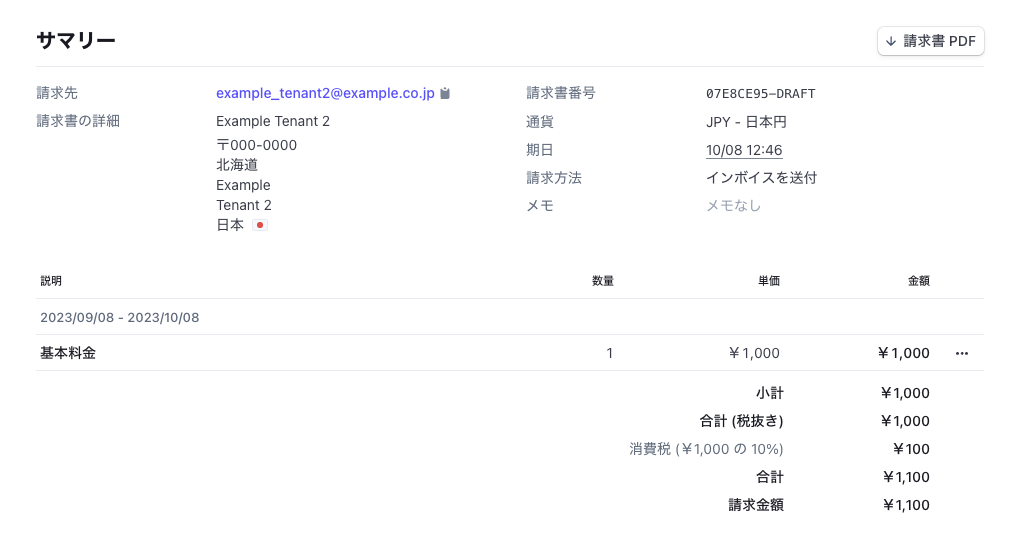 サマリー
請求書 PDF
請求先 example_tenant2@example.co.jp
請求書の詳細 Example Tenant 2
〒000-0000
北海道
Example
Tenant 2
日本
請求書番号 07E8CE95-DRAFT
通貨 JPY - 日本円
期日 10/08 12:46
請求方法 インボイスを送付
メモ メモなし
説明 数量 単価 金額
2023/09/08 - 2023/10/08
基本料金 1 ￥1,000 ￥1,000
小計 ￥1,000
合計 (税抜き) ￥1,000
消費税 (￥1,000 の 10%) ￥100
合計 ￥1,100
請求金額 ￥1,100